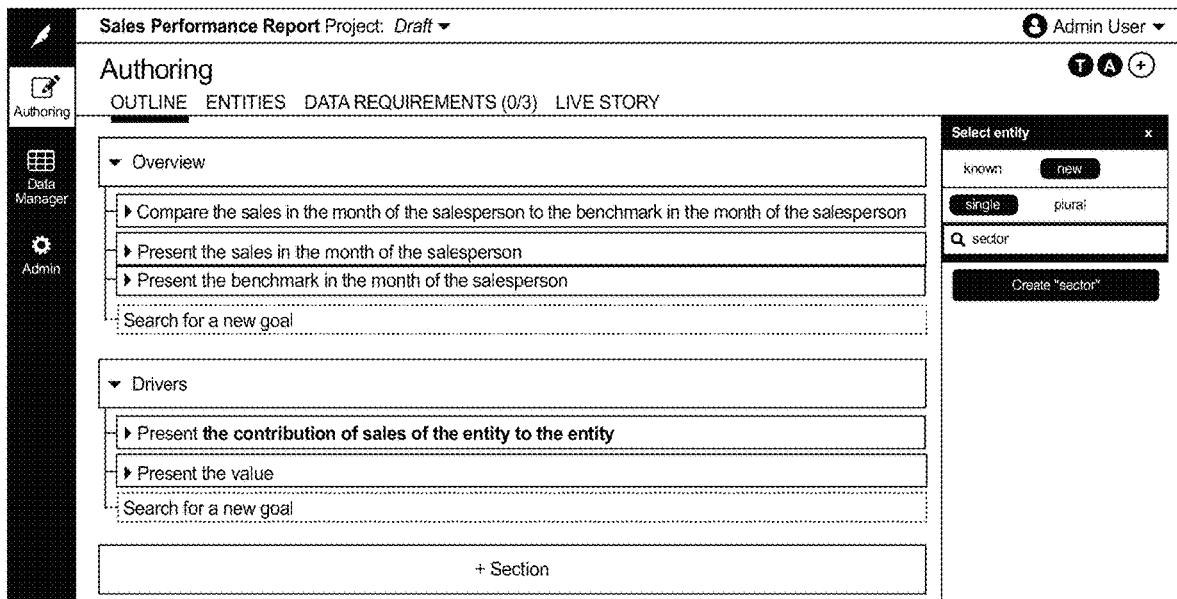 Sales Performance Report Project: Draft
Admin User
Authoring
T A +
Authoring
OUTLINE ENTITIES DATA REQUIREMENTS (0/3) LIVE STORY
Data
Manager
Admin
Overview
Compare the sales in the month of the salesperson to the benchmark in the month of the salesperson
Present the sales in the month of the salesperson
Present the benchmark in the month of the salesperson
Search for a new goal
Drivers
Present the contribution of sales of the entity to the entity
Present the value
Search for a new goal
+ Section
Select entity x
known new
single plural
sector
Create "sector"